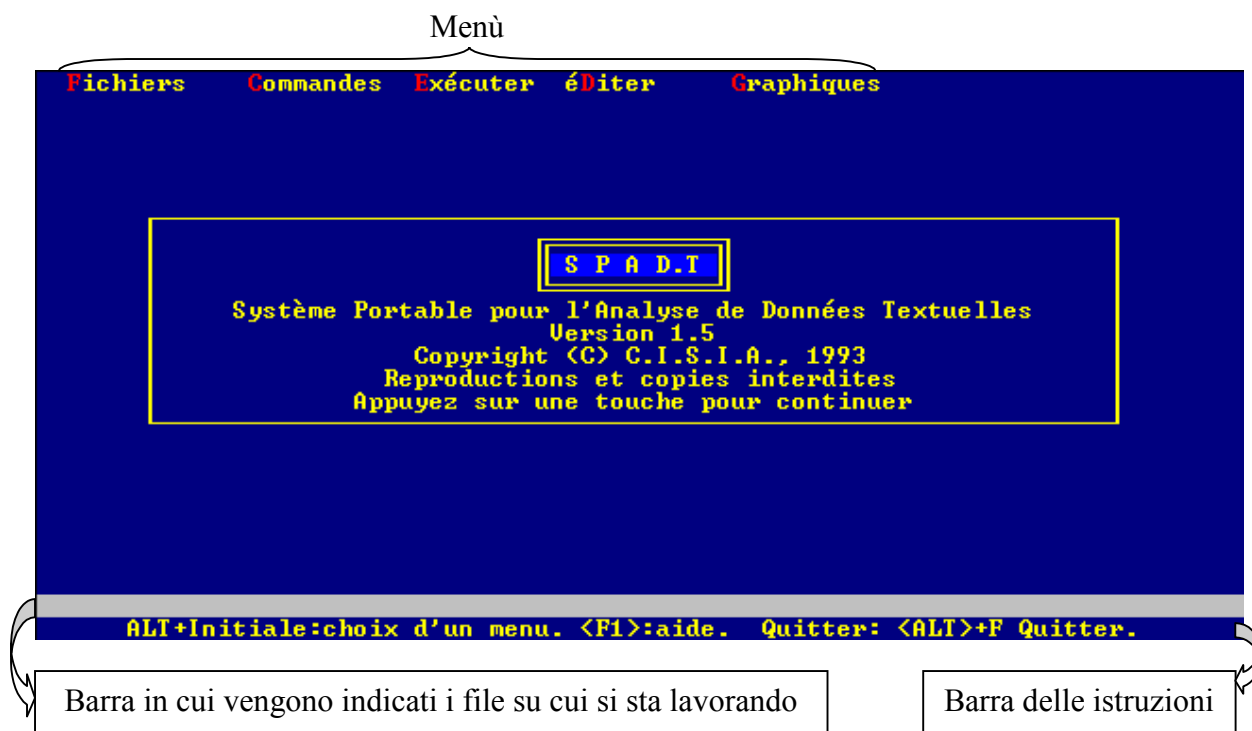 Menù
Fichiers Commandes Exécuter éDiter Graphiques
S P A D.T
Système Portable pour l'Analyse de Données Textuelles
Version 1.5
Copyright (C) C.I.S.I.A., 1993
Reproductions et copies interdites
Appuyez sur une touche pour continuer
ALT+Initiale:choix d'un menu. <F1>:aide. Quitter: <ALT>+F Quitter.
Barra in cui vengono indicati i file su cui si sta lavorando
Barra delle istruzioni